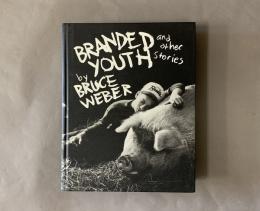 BRANDED
YOUTH
and
other
Stories
by
BRUCE
WEBER